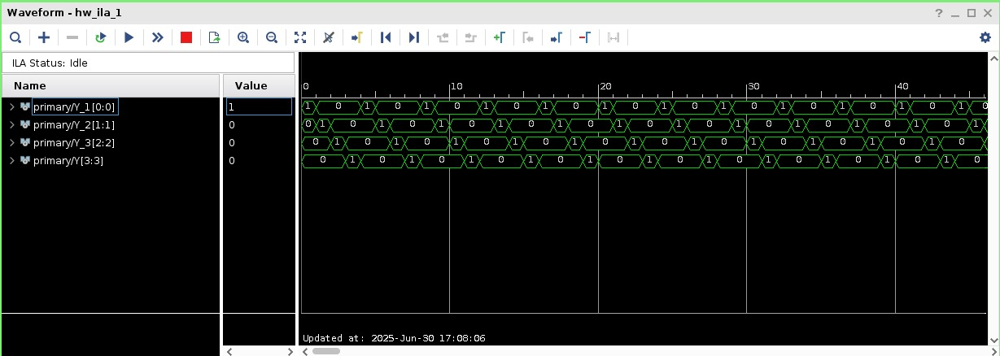 Waveform - hw_ila_1
?
ILA Status: Idle
Name
Value
0 10 20 30 40
primary/Y_1[0:0] 1 1 0 1 0 1 0 1 0 1 0 1 0 1 0 1 0 1 0 1 0 1 0 1 0
primary/Y_2[1:1] 0 0 1 0 1 0 1 0 1 0 1 0 1 0 1 0 1 0 1 0 1 0 1 0 1
primary/Y_3[2:2] 0 0 1 0 1 0 1 0 1 0 1 0 1 0 1 0 1 0 1 0 1 0 1 0
primary/Y[3:3] 0 0 1 0 1 0 1 0 1 0 1 0 1 0 1 0 1 0 1 0 1 0 1 0
Updated at: 2025-Jun-30 17:08:06